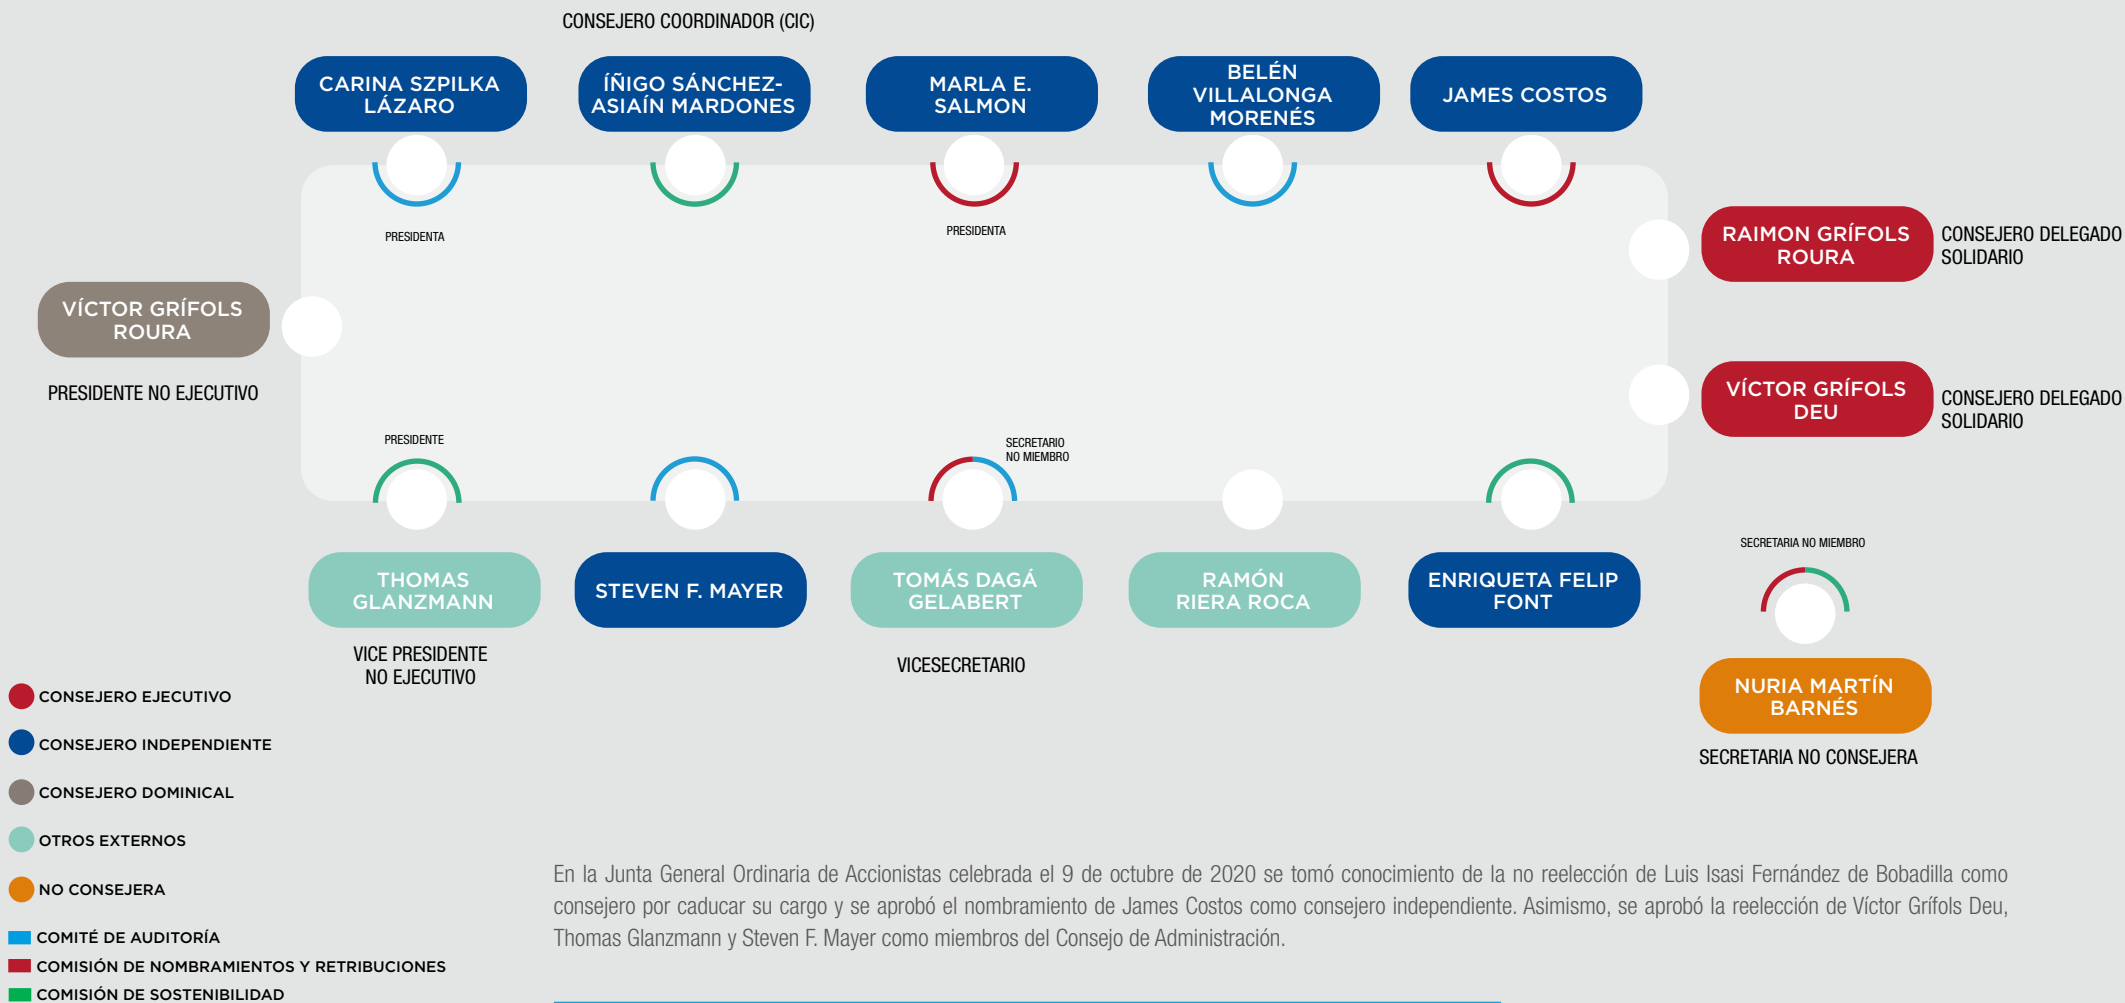 CONSEJERO COORDINADOR (CIC)
CARINA SZPILKA
LÁZARO
ÍÑIGO SÁNCHEZ-
ASIAÍN MARDONES
MARLA E.
SALMON
BELÉN
VILLALONGA
MORENÉS
JAMES COSTOS
PRESIDENTA
PRESIDENTA
RAIMON GRÍFOLS
ROURA
CONSEJERO DELEGADO
SOLIDARIO
VÍCTOR GRÍFOLS
ROURA
PRESIDENTE NO EJECUTIVO
VÍCTOR GRÍFOLS
DEU
CONSEJERO DELEGADO
SOLIDARIO
PRESIDENTE
SECRETARIO
NO MIEMBRO
THOMAS
GLANZMANN
VICE PRESIDENTE
NO EJECUTIVO
STEVEN F. MAYER
TOMÁS DAGÁ
GELABERT
VICESECRETARIO
RAMÓN
RIERA ROCA
ENRIQUETA FELIP
FONT
SECRETARIA NO MIEMBRO
NURIA MARTÍN
BARNÉS
SECRETARIA NO CONSEJERA
CONSEJERO EJECUTIVO
CONSEJERO INDEPENDIENTE
CONSEJERO DOMINICAL
OTROS EXTERNOS
NO CONSEJERA
COMITÉ DE AUDITORÍA
COMISIÓN DE NOMBRAMIENTOS Y RETRIBUCIONES
COMISIÓN DE SOSTENIBILIDAD
En la Junta General Ordinaria de Accionistas celebrada el 9 de octubre de 2020 se tomó conocimiento de la no reelección de Luis Isasi Fernández de Bobadilla como
consejero por caducar su cargo y se aprobó el nombramiento de James Costos como consejero independiente. Asimismo, se aprobó la reelección de Víctor Grífols Deu,
Thomas Glanzmann y Steven F. Mayer como miembros del Consejo de Administración.